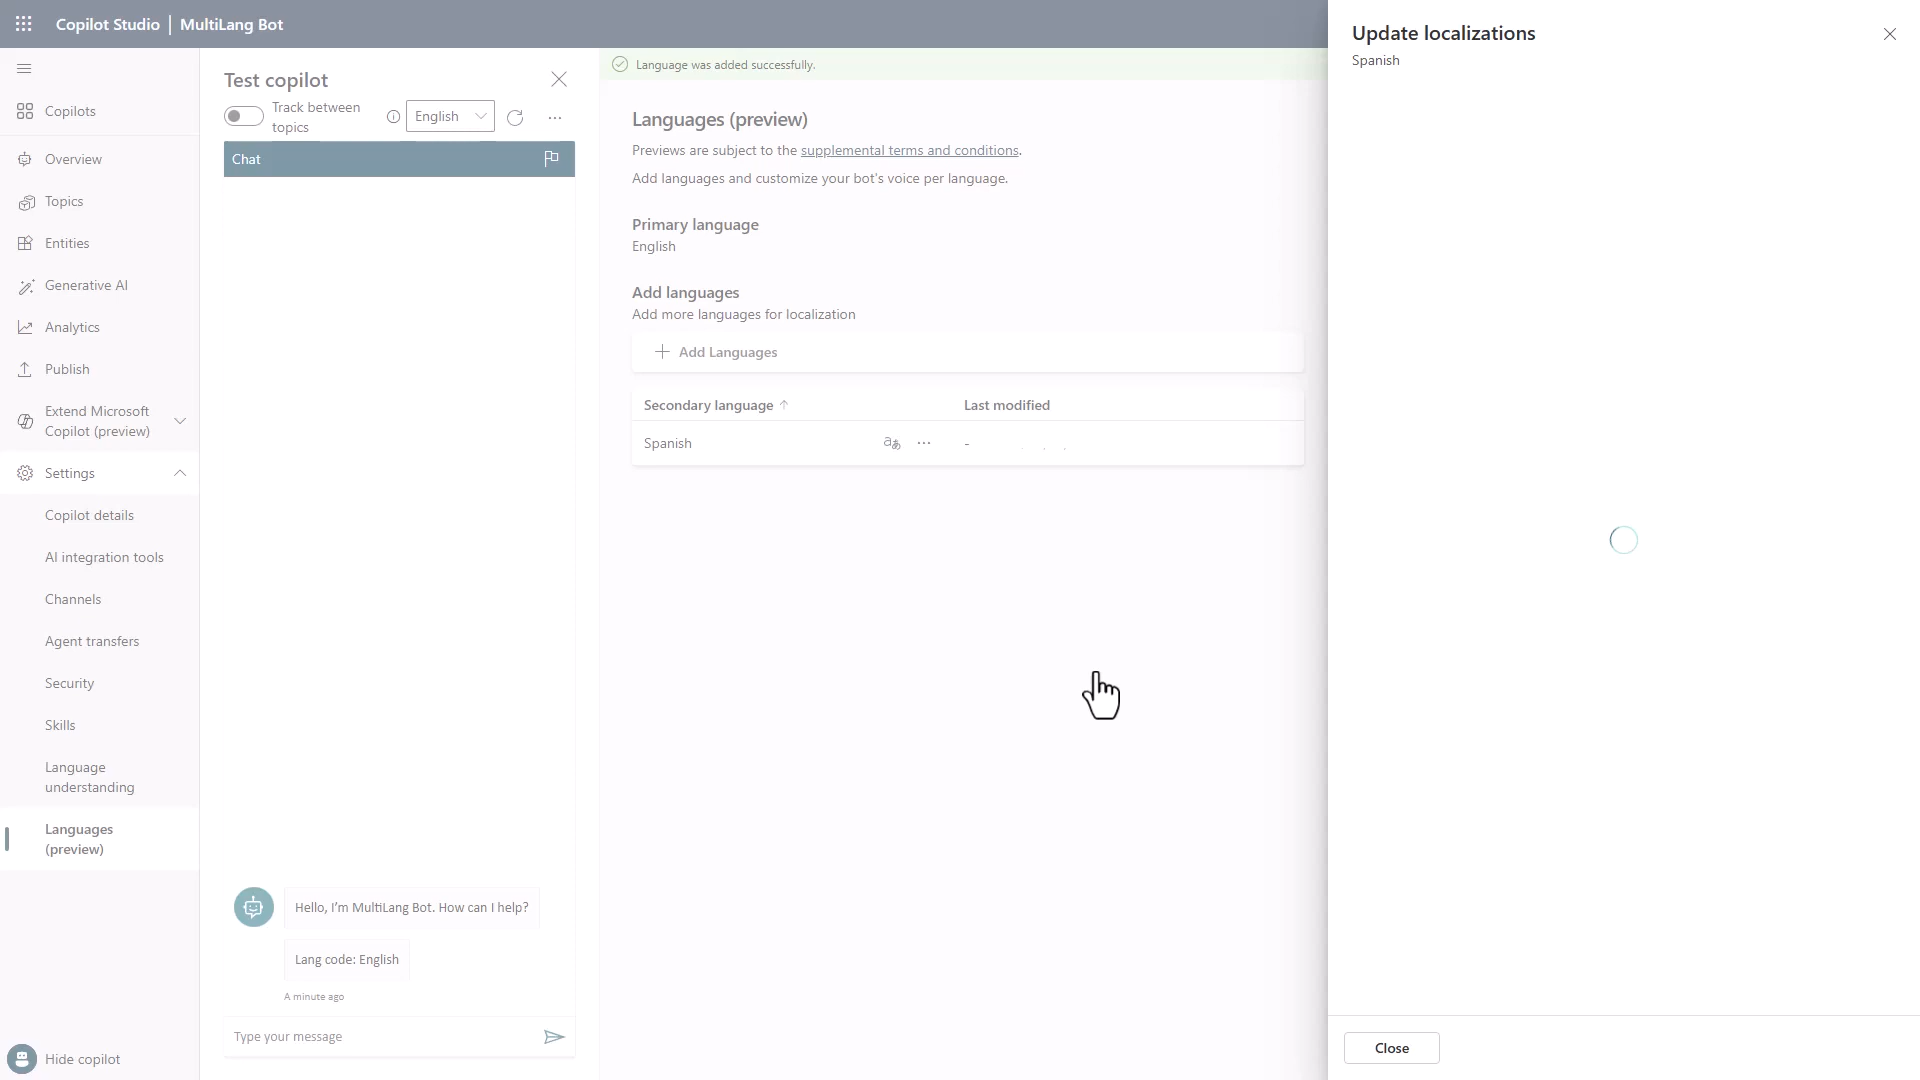 Copilot Studio | MultiLang Bot
Copilots
Overview
Topics
Entities
Generative AI
Analytics
Publish
Extend Microsoft
Copilot (preview)
Settings
Copilot details
AI integration tools
Channels
Agent transfers
Security
Skills
Language
understanding
Languages
(preview)
Hide copilot
Test copilot
Track between
topics
English
Chat
Hello, I'm MultiLang Bot. How can I help?
Lang code: English
A minute ago
Type your message
Language was added successfully.
Languages (preview)
Previews are subject to the supplemental terms and conditions.
Add languages and customize your bot's voice per language.
Primary language
English
Add languages
Add more languages for localization
Add Languages
Secondary language Last modified
Spanish -
Update localizations
Spanish
Close